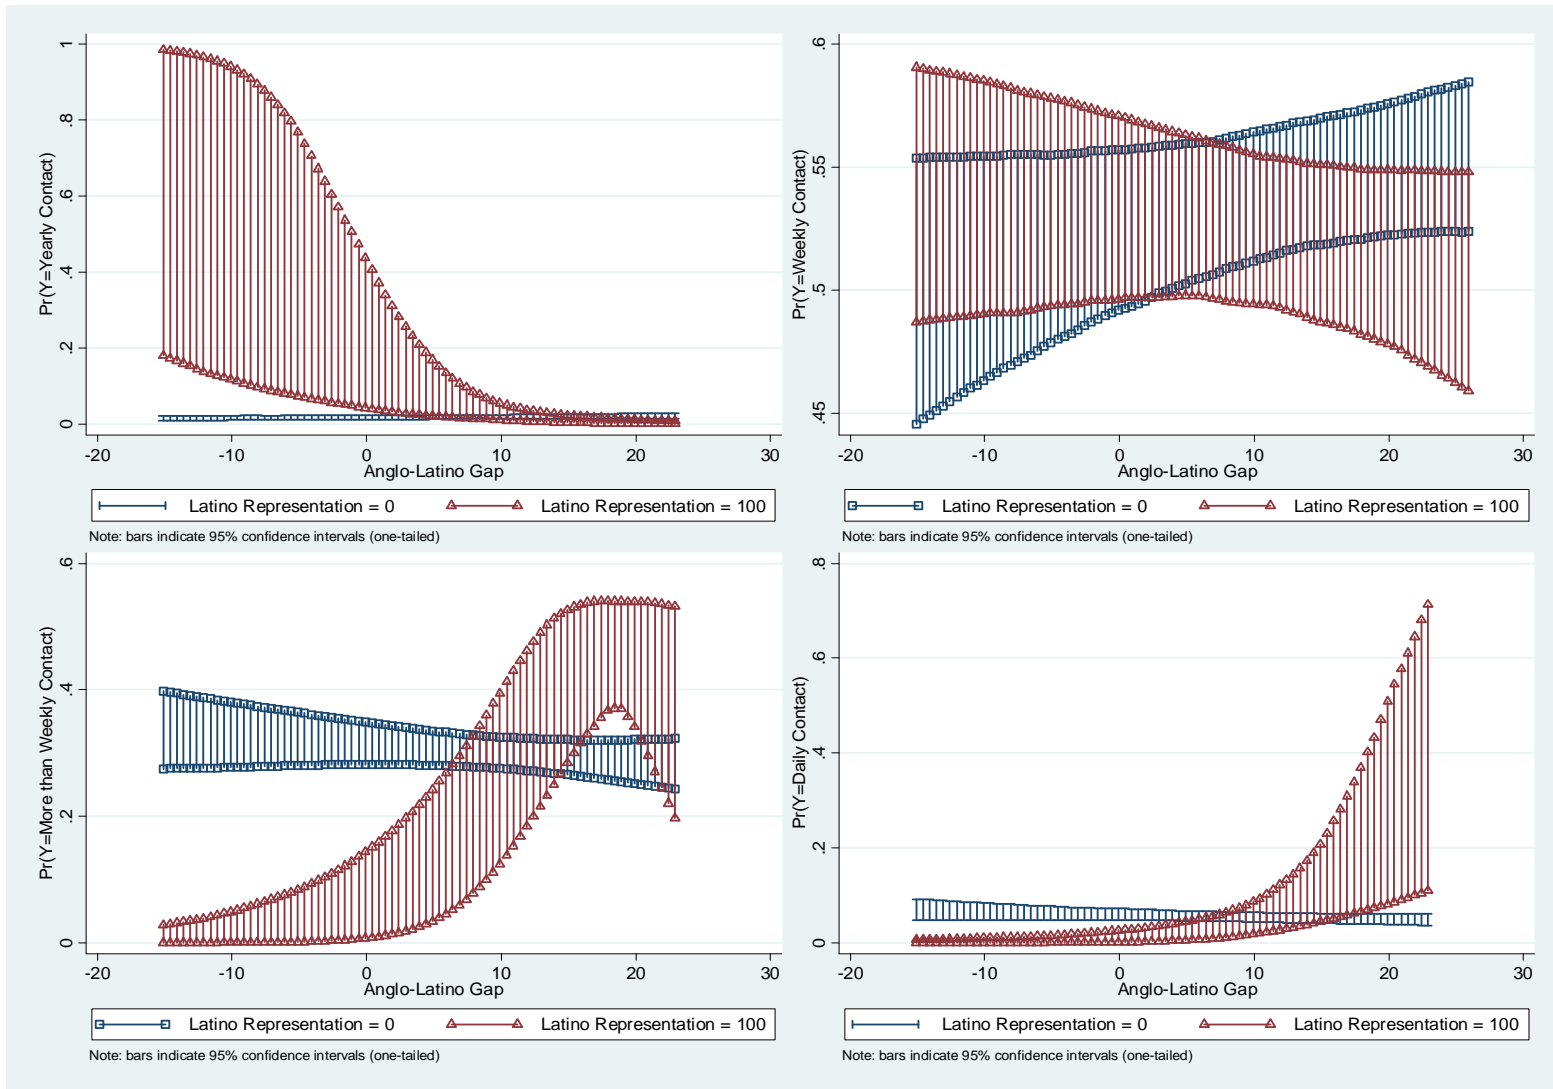 Pr(Y=Yearly Contact)
1
.8
.6
.4
.2
0
-20 -10 0 10 20 30
Anglo-Latino Gap
Latino Representation = 0 Latino Representation = 100
Note: bars indicate 95% confidence intervals (one-tailed)
Pr(Y=Weekly Contact)
.6
.55
.5
.45
-20 -10 0 10 20 30
Anglo-Latino Gap
Latino Representation = 0 Latino Representation = 100
Note: bars indicate 95% confidence intervals (one-tailed)
Pr(Y=More than Weekly Contact)
.6
.4
.2
0
-20 -10 0 10 20 30
Anglo-Latino Gap
Latino Representation = 0 Latino Representation = 100
Note: bars indicate 95% confidence intervals (one-tailed)
Pr(Y=Daily Contact)
.8
.6
.4
.2
0
-20 -10 0 10 20 30
Anglo-Latino Gap
Latino Representation = 0 Latino Representation = 100
Note: bars indicate 95% confidence intervals (one-tailed)